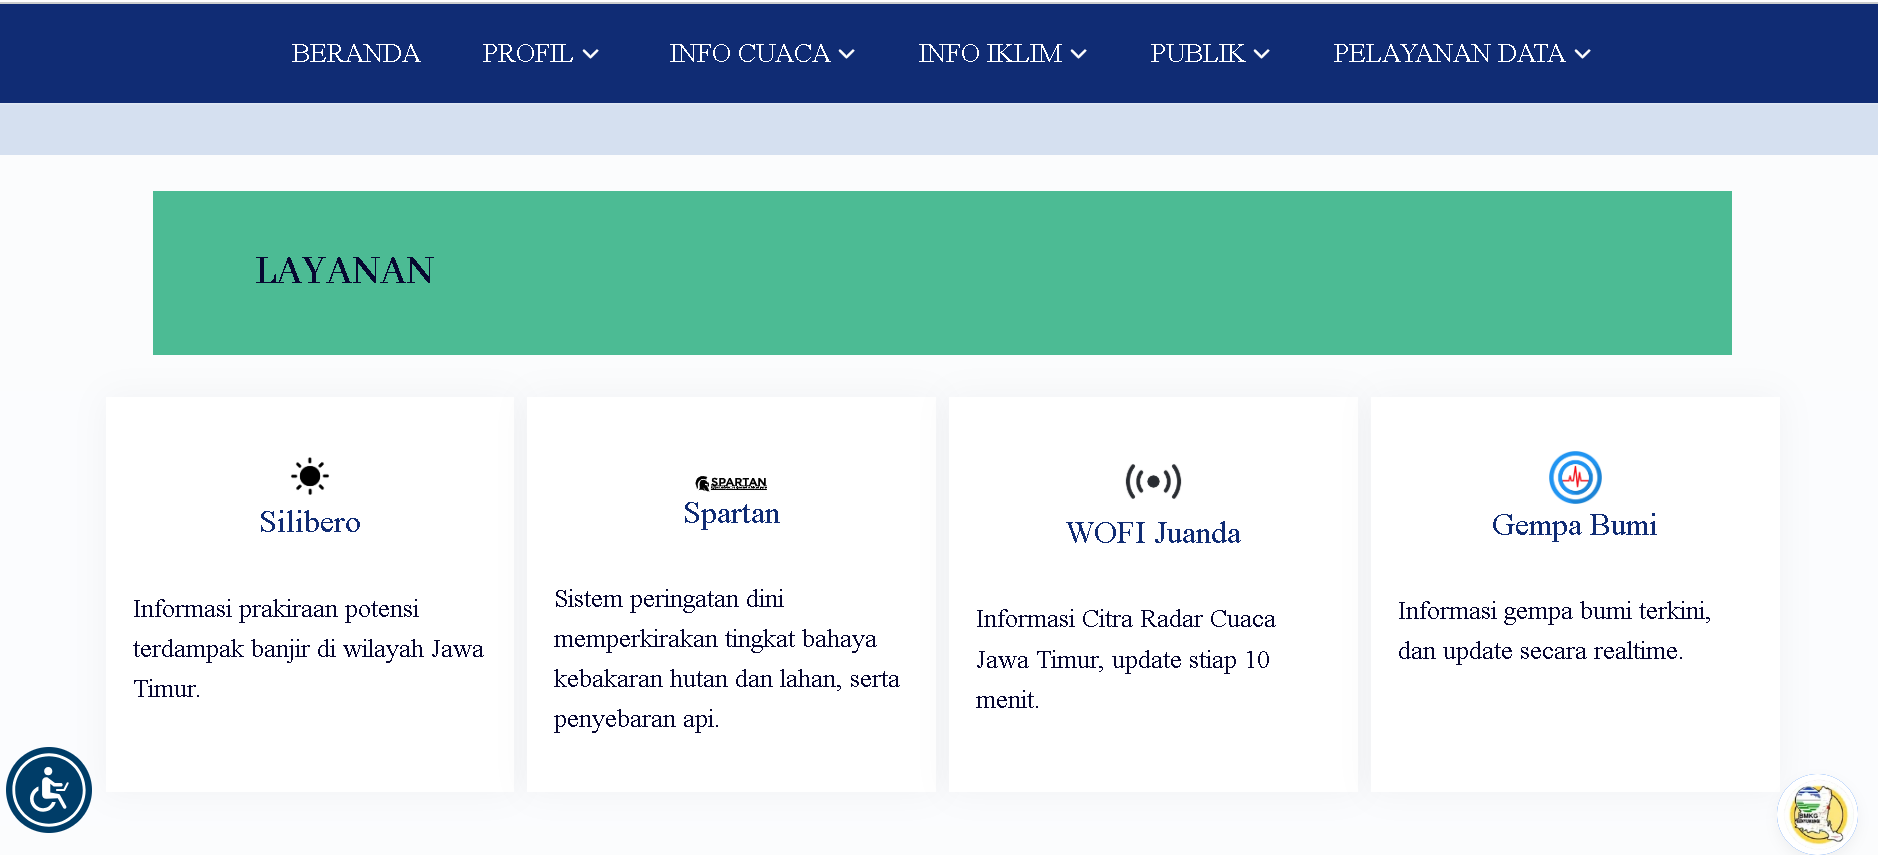 BERANDA PROFIL INFO CUACA INFO IKLIM PUBLIK PELAYANAN DATA
LAYANAN
Silibero
Informasi prakiraan potensi
terdampak banjir di wilayah Jawa
Timur.
SPARTAN
Spartan
Sistem peringatan dini
memperkirakan tingkat bahaya
kebakaran hutan dan lahan, serta
penyebaran api.
WOFI Juanda
Informasi Citra Radar Cuaca
Jawa Timur, update stiap 10
menit.
Gempa Bumi
Informasi gempa bumi terkini,
dan update secara realtime.
BMKG